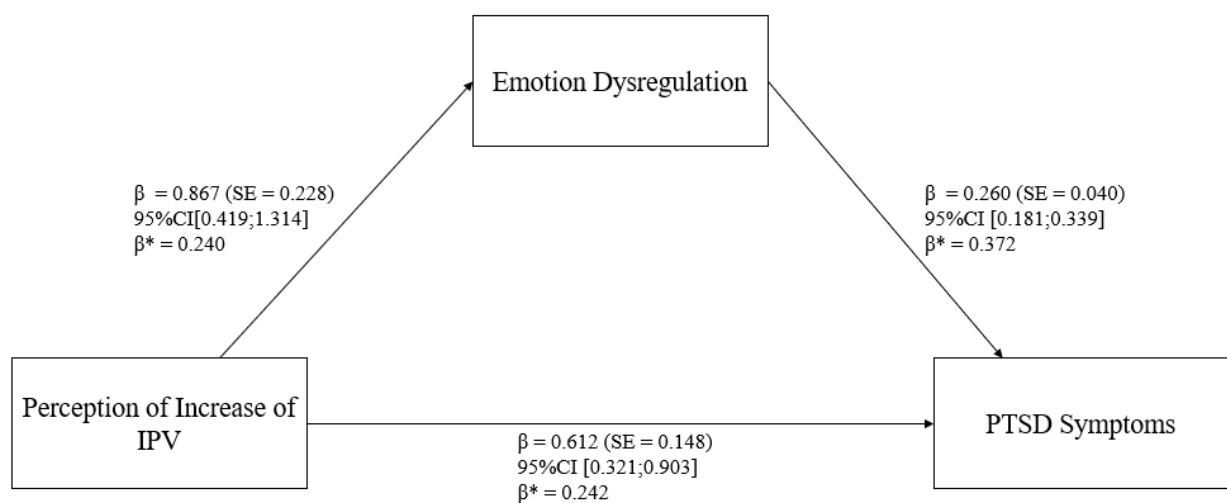 Emotion Dysregulation
β  = 0.867 (SE = 0.228)
95%CI[0.419;1.314]
β* = 0.240
β = 0.260 (SE = 0.040)
95%CI [0.181;0.339]
β* = 0.372
Perception of Increase of
IPV
PTSD Symptoms
β = 0.612 (SE = 0.148)
95%CI [0.321;0.903]
β* = 0.242